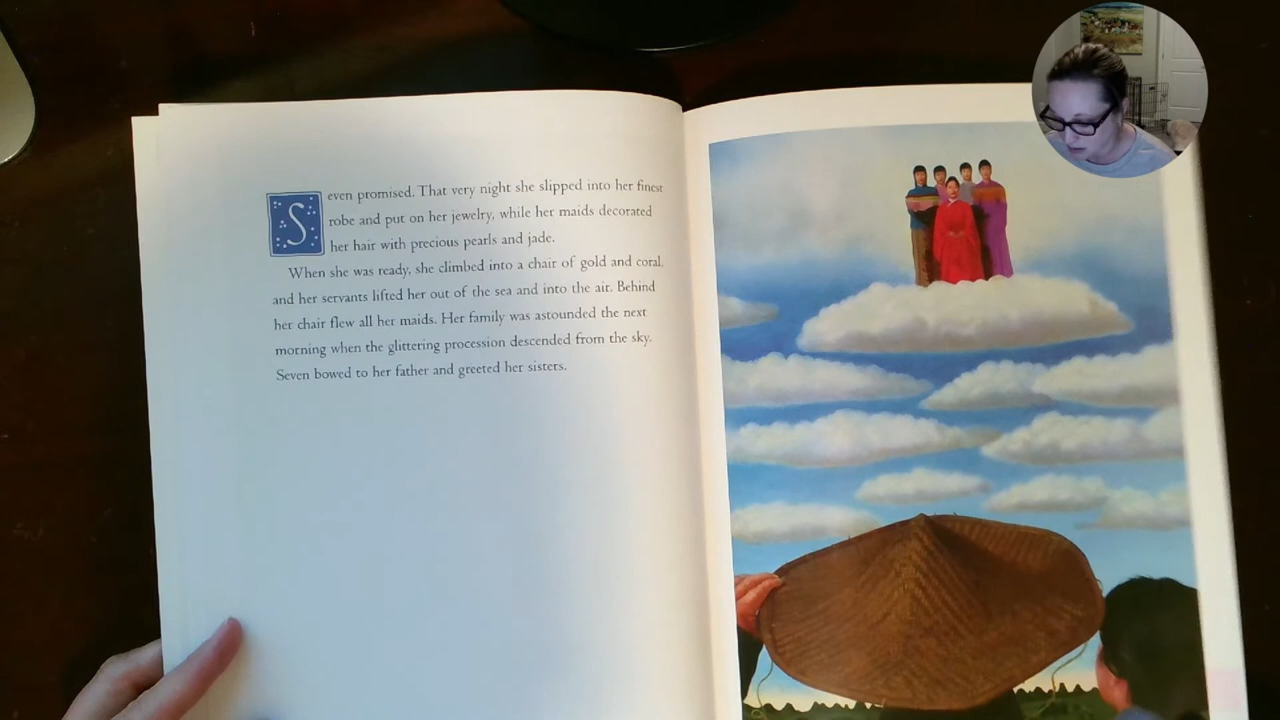 Seven promised. That very night she slipped into her finest
robe and put on her jewelry, while her maids decorated
her hair with precious pearls and jade.
When she was ready, she climbed into a chair of gold and coral,
and her servants lifted her out of the sea and into the air. Behind
her chair flew all her maids. Her family was astounded the next
morning when the glittering procession descended from the sky.
Seven bowed to her father and greeted her sisters.